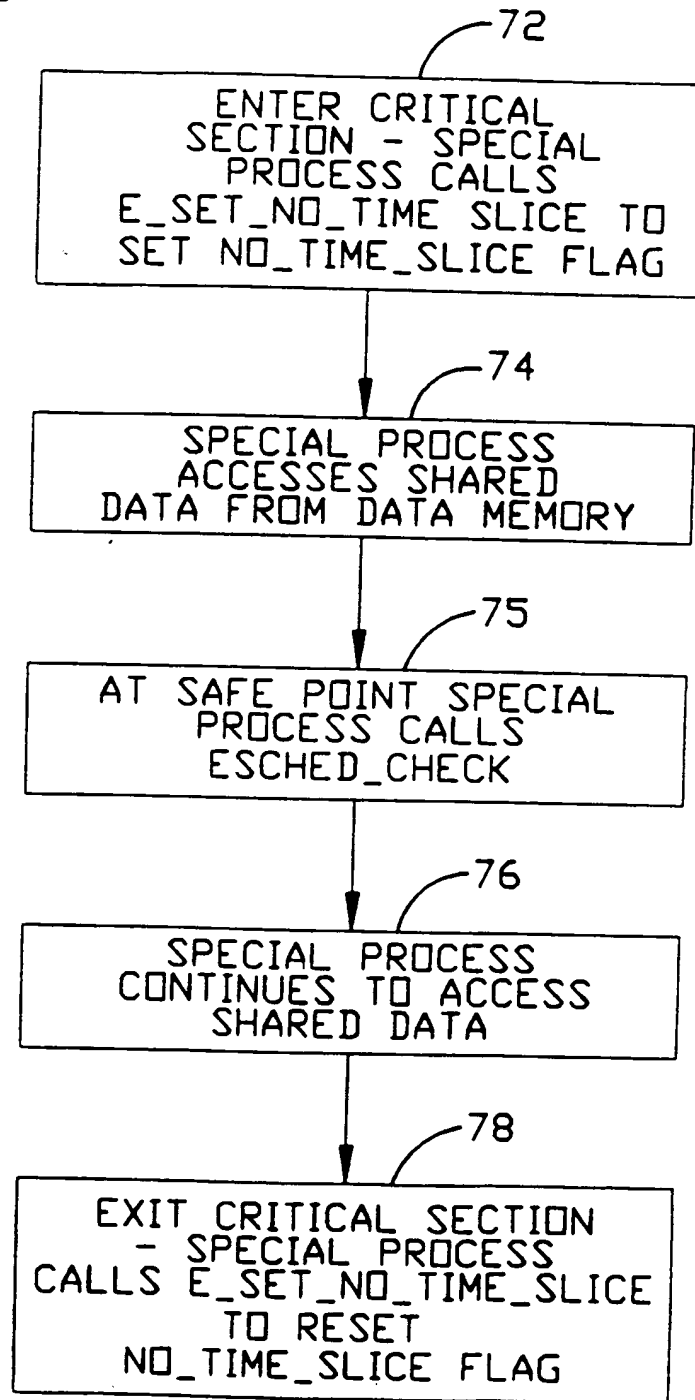 72
ENTER CRITICAL
SECTION - SPECIAL
PROCESS CALLS
E_SET_NO_TIME SLICE TO
SET NO_TIME_SLICE FLAG
74
SPECIAL PROCESS
ACCESSES SHARED
DATA FROM DATA MEMORY
75
AT SAFE POINT SPECIAL
PROCESS CALLS
ESCHED_CHECK
76
SPECIAL PROCESS
CONTINUES TO ACCESS
SHARED DATA
78
EXIT CRITICAL SECTION
- SPECIAL PROCESS
CALLS E_SET_NO_TIME_SLICE
TO RESET
NO_TIME_SLICE FLAG